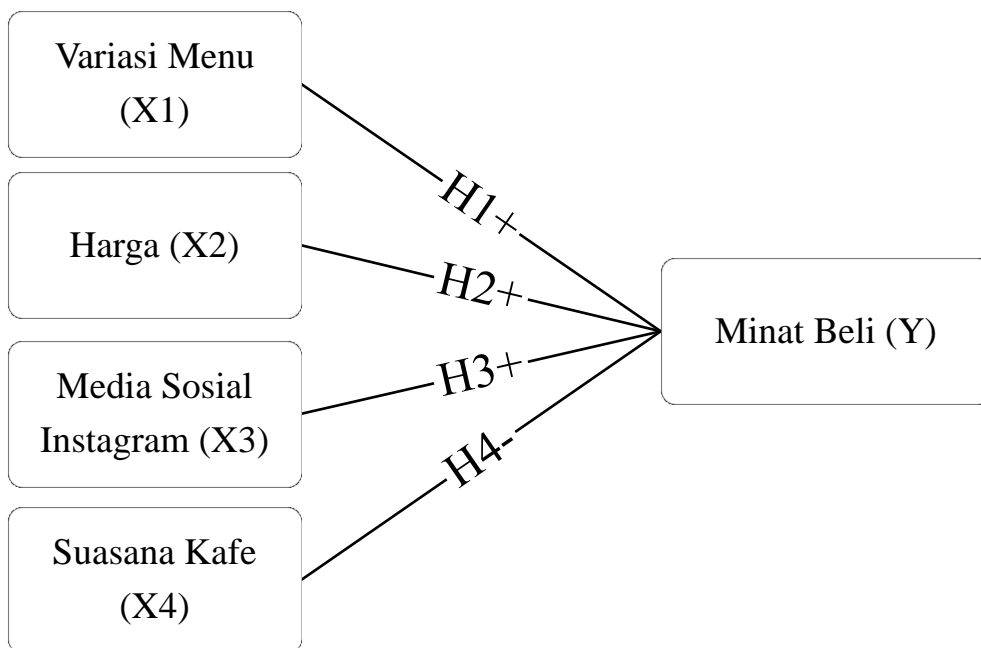 Variasi Menu
(X1)
H1+
Harga (X2)
H2+
Minat Beli (Y)
H3+
Media Sosial
Instagram (X3)
H4-
Suasana Kafe
(X4)